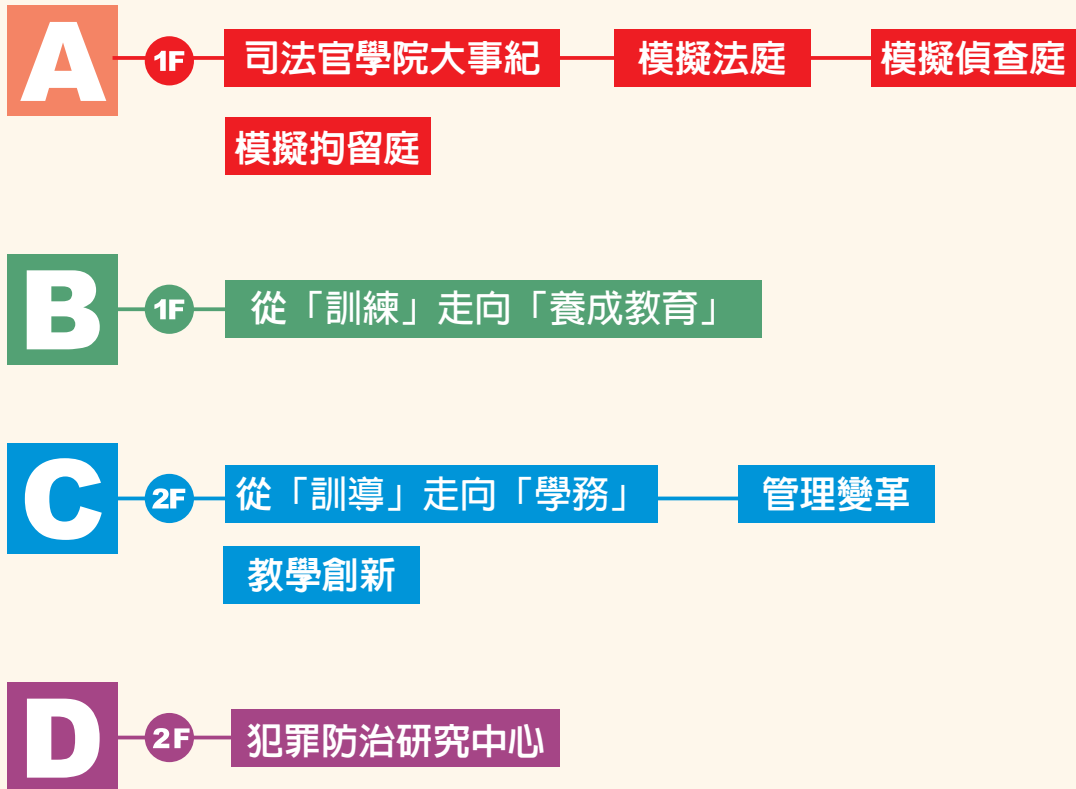 A 1F 司法官學院大事紀 模擬法庭 模擬偵查庭
模擬拘留庭
B 1F 從「訓練」走向「養成教育」
C 2F 從「訓導」走向「學務」 管理變革
教學創新
D 2F 犯罪防治研究中心